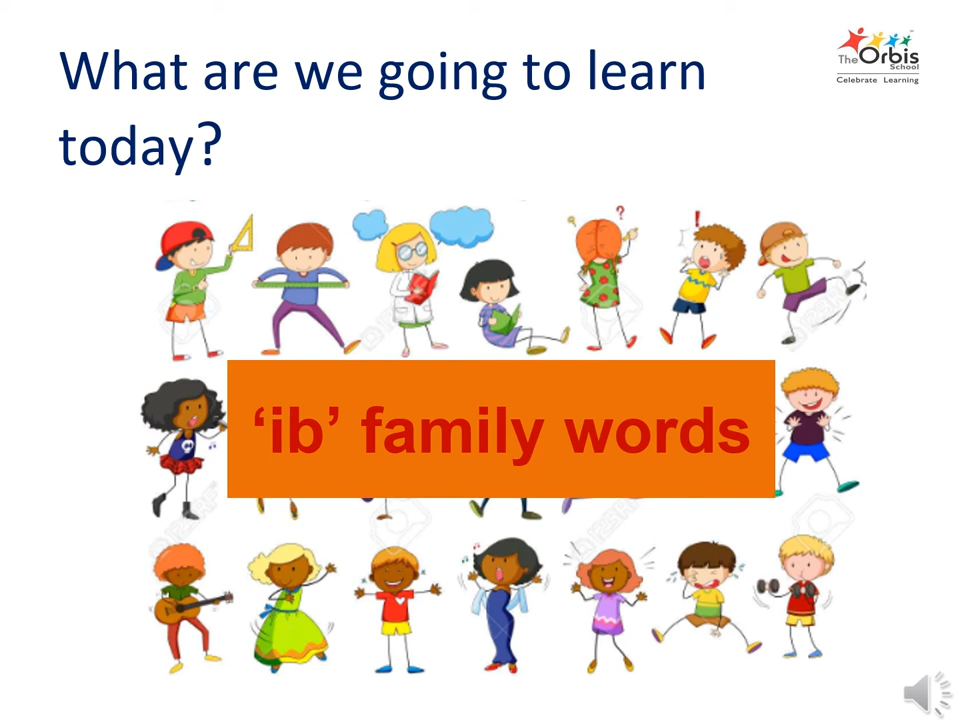 What are we going to learn
today?
The Orbis
School
Celebrate Learning
‘ib’ family words